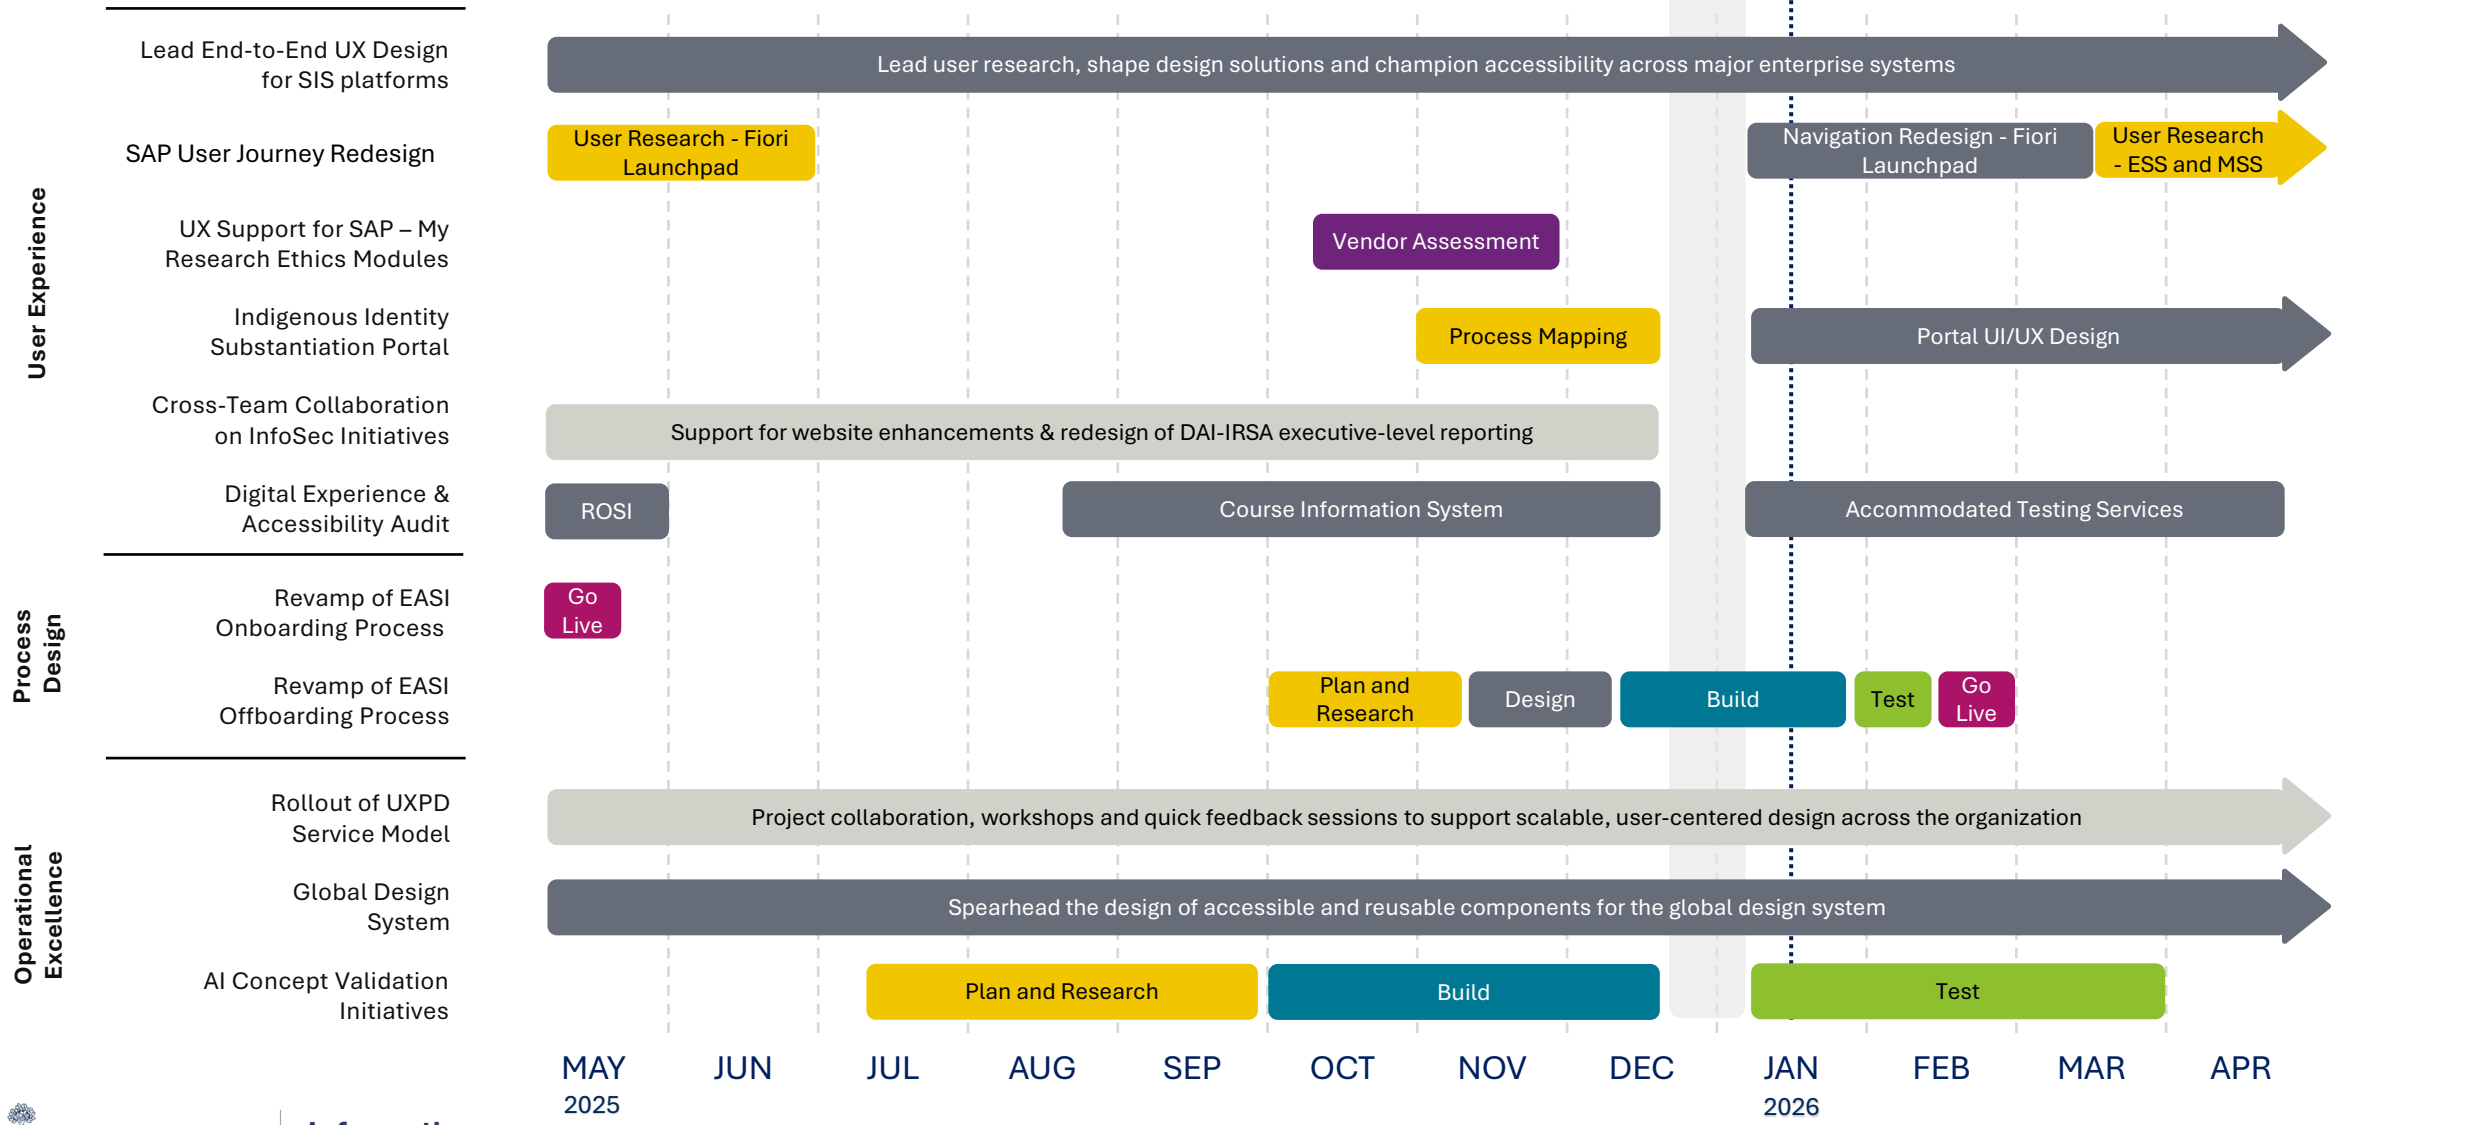 User Experience
Lead End-to-End UX Design
for SIS platforms
Lead user research, shape design solutions and champion accessibility across major enterprise systems
SAP User Journey Redesign
User Research - Fiori
Launchpad
Navigation Redesign - Fiori
Launchpad
User Research
- ESS and MSS
UX Support for SAP – My
Research Ethics Modules
Vendor Assessment
Indigenous Identity
Substantiation Portal
Process Mapping
Portal UI/UX Design
Cross-Team Collaboration
on InfoSec Initiatives
Support for website enhancements & redesign of DAI-IRSA executive-level reporting
Digital Experience &
Accessibility Audit
ROSI
Course Information System
Accommodated Testing Services
Process
Design
Revamp of EASI
Onboarding Process
Go
Live
Revamp of EASI
Offboarding Process
Plan and
Research
Design
Build
Test
Go
Live
Operational
Excellence
Rollout of UXPD
Service Model
Project collaboration, workshops and quick feedback sessions to support scalable, user-centered design across the organization
Global Design
System
Spearhead the design of accessible and reusable components for the global design system
AI Concept Validation
Initiatives
Plan and Research
Build
Test
MAY JUN JUL AUG SEP OCT NOV DEC JAN FEB MAR APR
2025 2026